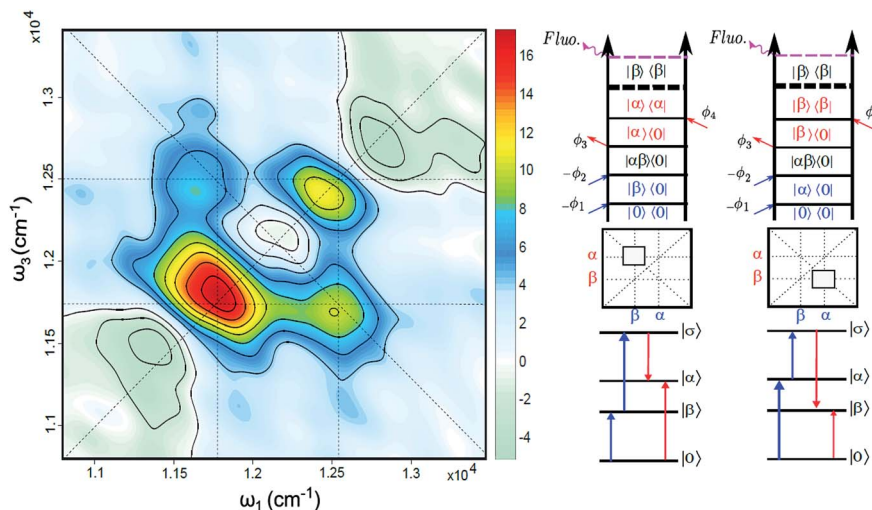 ×10⁴
1.3
1.25
1.2
1.15
1.1
ω₃ (cm⁻¹)
1.1
1.15
1.2
1.25
1.3
×10⁴
ω₁ (cm⁻¹)
16
14
12
10
8
6
4
2
0
-2
-4
Fluo.
|β⟩ ⟨β|
|α⟩ ⟨α|
|α⟩ ⟨0|
|αβ⟩⟨0|
|β⟩ ⟨0|
|0⟩ ⟨0|
ϕ₄
ϕ₃
-ϕ₂
-ϕ₁
α
β
β α
|σ⟩
|α⟩
|β⟩
|0⟩
Fluo.
|β⟩ ⟨β|
|β⟩ ⟨β|
|β⟩ ⟨0|
|αβ⟩⟨0|
|α⟩ ⟨0|
|0⟩ ⟨0|
ϕ₃
-ϕ₂
-ϕ₁
α
β
β α
|σ⟩
|α⟩
|β⟩
|0⟩